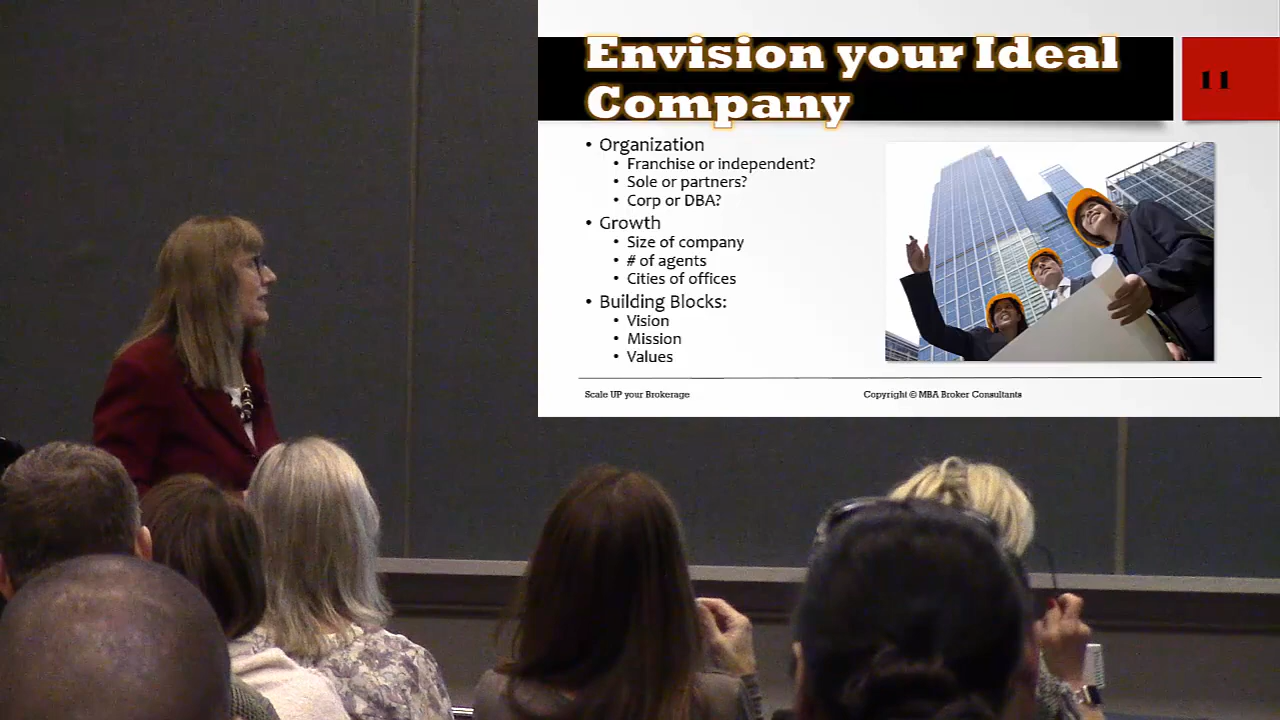 Envision your Ideal
Company
11
• Organization
• Franchise or independent?
• Sole or partners?
• Corp or DBA?
• Growth
• Size of company
• # of agents
• Cities of offices
• Building Blocks:
• Vision
• Mission
• Values
Scale UP your Brokerage
Copyright © MBA Broker Consultants